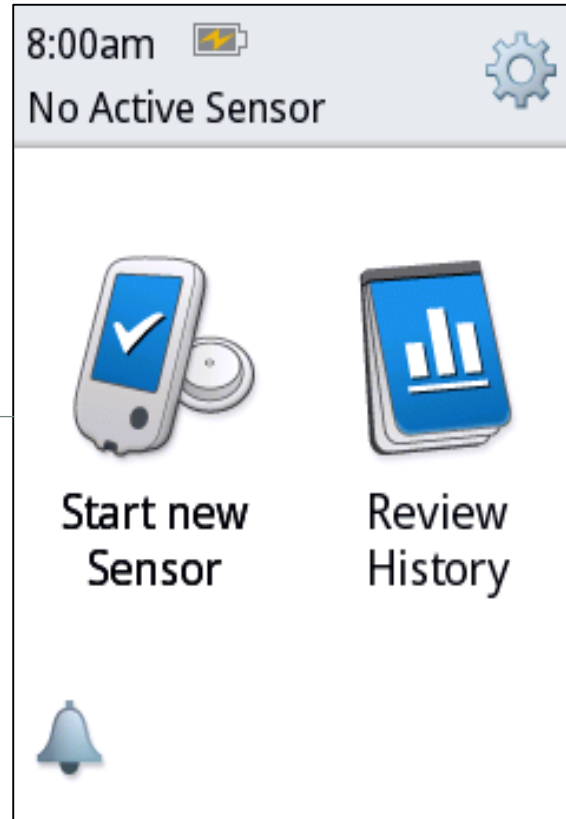 8:00am
No Active Sensor
Start new
Sensor
Review
History